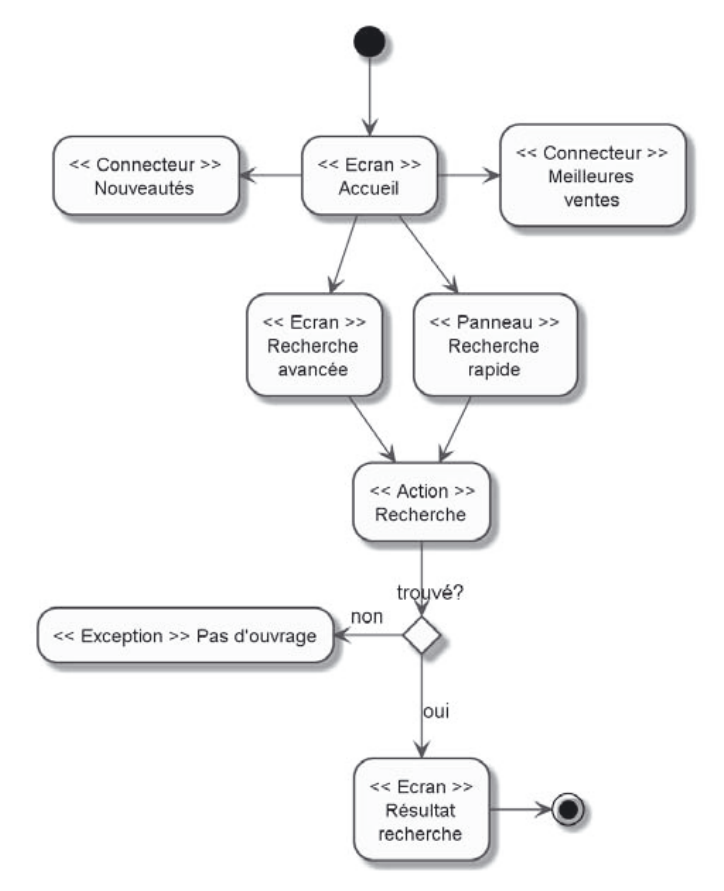 << Connecteur >>
Nouveautés
<< Ecran >>
Accueil
<< Connecteur >>
Meilleures
ventes
<< Ecran >>
Recherche
avancée
<< Panneau >>
Recherche
rapide
<< Action >>
Recherche
trouvé?
non
<< Exception >> Pas d'ouvrage
oui
<< Ecran >>
Résultat
recherche